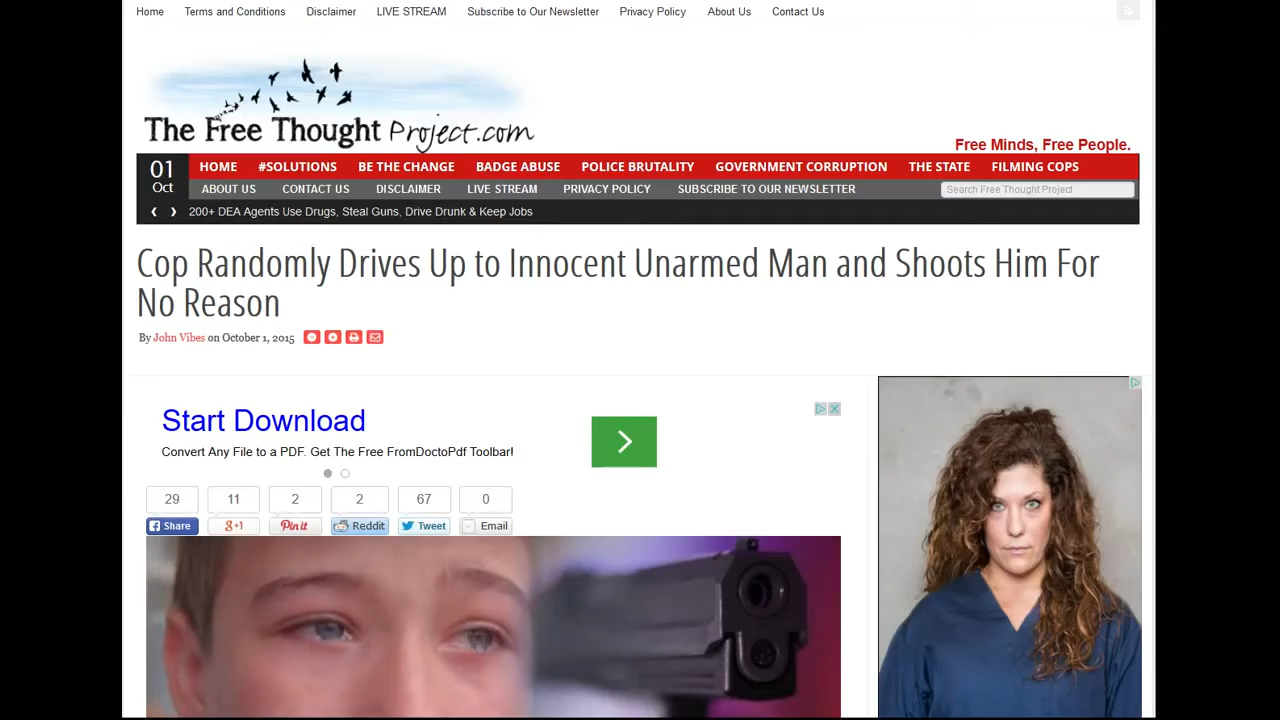 Home Terms and Conditions Disclaimer LIVE STREAM Subscribe to Our Newsletter Privacy Policy About Us Contact Us
The Free Thought Project.com
Free Minds, Free People.
01
Oct
HOME #SOLUTIONS BE THE CHANGE BADGE ABUSE POLICE BRUTALITY GOVERNMENT CORRUPTION THE STATE FILMING COPS
ABOUT US CONTACT US DISCLAIMER LIVE STREAM PRIVACY POLICY SUBSCRIBE TO OUR NEWSLETTER Search Free Thought Project
200+ DEA Agents Use Drugs, Steal Guns, Drive Drunk & Keep Jobs
Cop Randomly Drives Up to Innocent Unarmed Man and Shoots Him For
No Reason
By John Vibes on October 1, 2015
Start Download
Convert Any File to a PDF. Get The Free FromDoctoPdf Toolbar!
29 11 2 2 67 0
Share g+1 Pin it Reddit Tweet Email